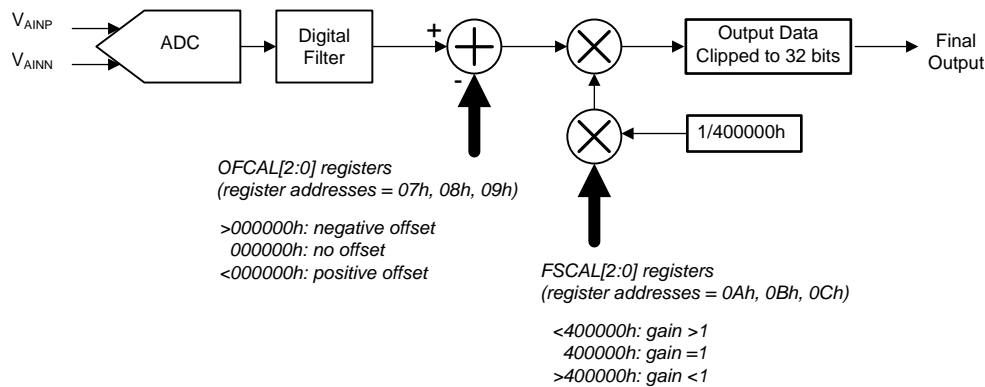 V_AINP
V_AINN
ADC
Digital
Filter
+
-
Output Data
Clipped to 32 bits
Final
Output
1/400000h
OFCAL[2:0] registers
(register addresses = 07h, 08h, 09h)
>000000h: negative offset
000000h: no offset
<000000h: positive offset
FSCAL[2:0] registers
(register addresses, = 0Ah, 0Bh, 0Ch)
<400000h: gain >1
400000h: gain =1
>400000h: gain <1